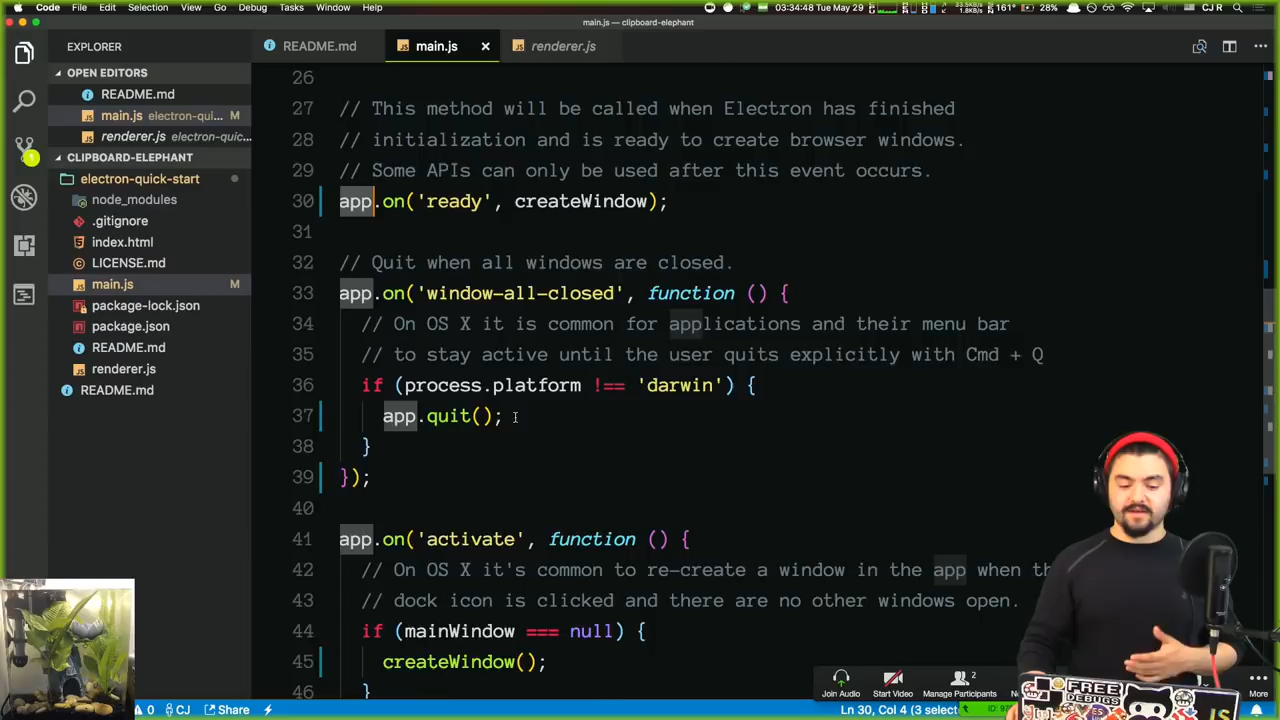 Code File Edit Selection View Go Debug Tasks Window Help
03:34:48 Tue May 29
161° 28% CJ R
main.js — clipboard-elephant
EXPLORER
README.md
main.js
renderer.js
OPEN EDITORS
README.md
main.js electron-qui... M
renderer.js electron-quic...
CLIPBOARD-ELEPHANT
electron-quick-start
node_modules
.gitignore
index.html
LICENSE.md
main.js M
package-lock.json
package.json
README.md
renderer.js
README.md
26
27 // This method will be called when Electron has finished
28 // initialization and is ready to create browser windows.
29 // Some APIs can only be used after this event occurs.
30 app.on('ready', createWindow);
31
32 // Quit when all windows are closed.
33 app.on('window-all-closed', function () {
34 // On OS X it is common for applications and their menu bar
35 // to stay active until the user quits explicitly with Cmd + Q
36 if (process.platform !== 'darwin') {
37 app.quit();
38 }
39 });
40
41 app.on('activate', function () {
42 // On OS X it's common to re-create a window in the app when th
43 // dock icon is clicked and there are no other windows open.
44 if (mainWindow === null) {
45 createWindow();
46 }
Join Audio Start Video Manage Participants 2 More
FREE
DEBUGS
JS
0 CJ Share
Ln 30, Col 4 (3 selec